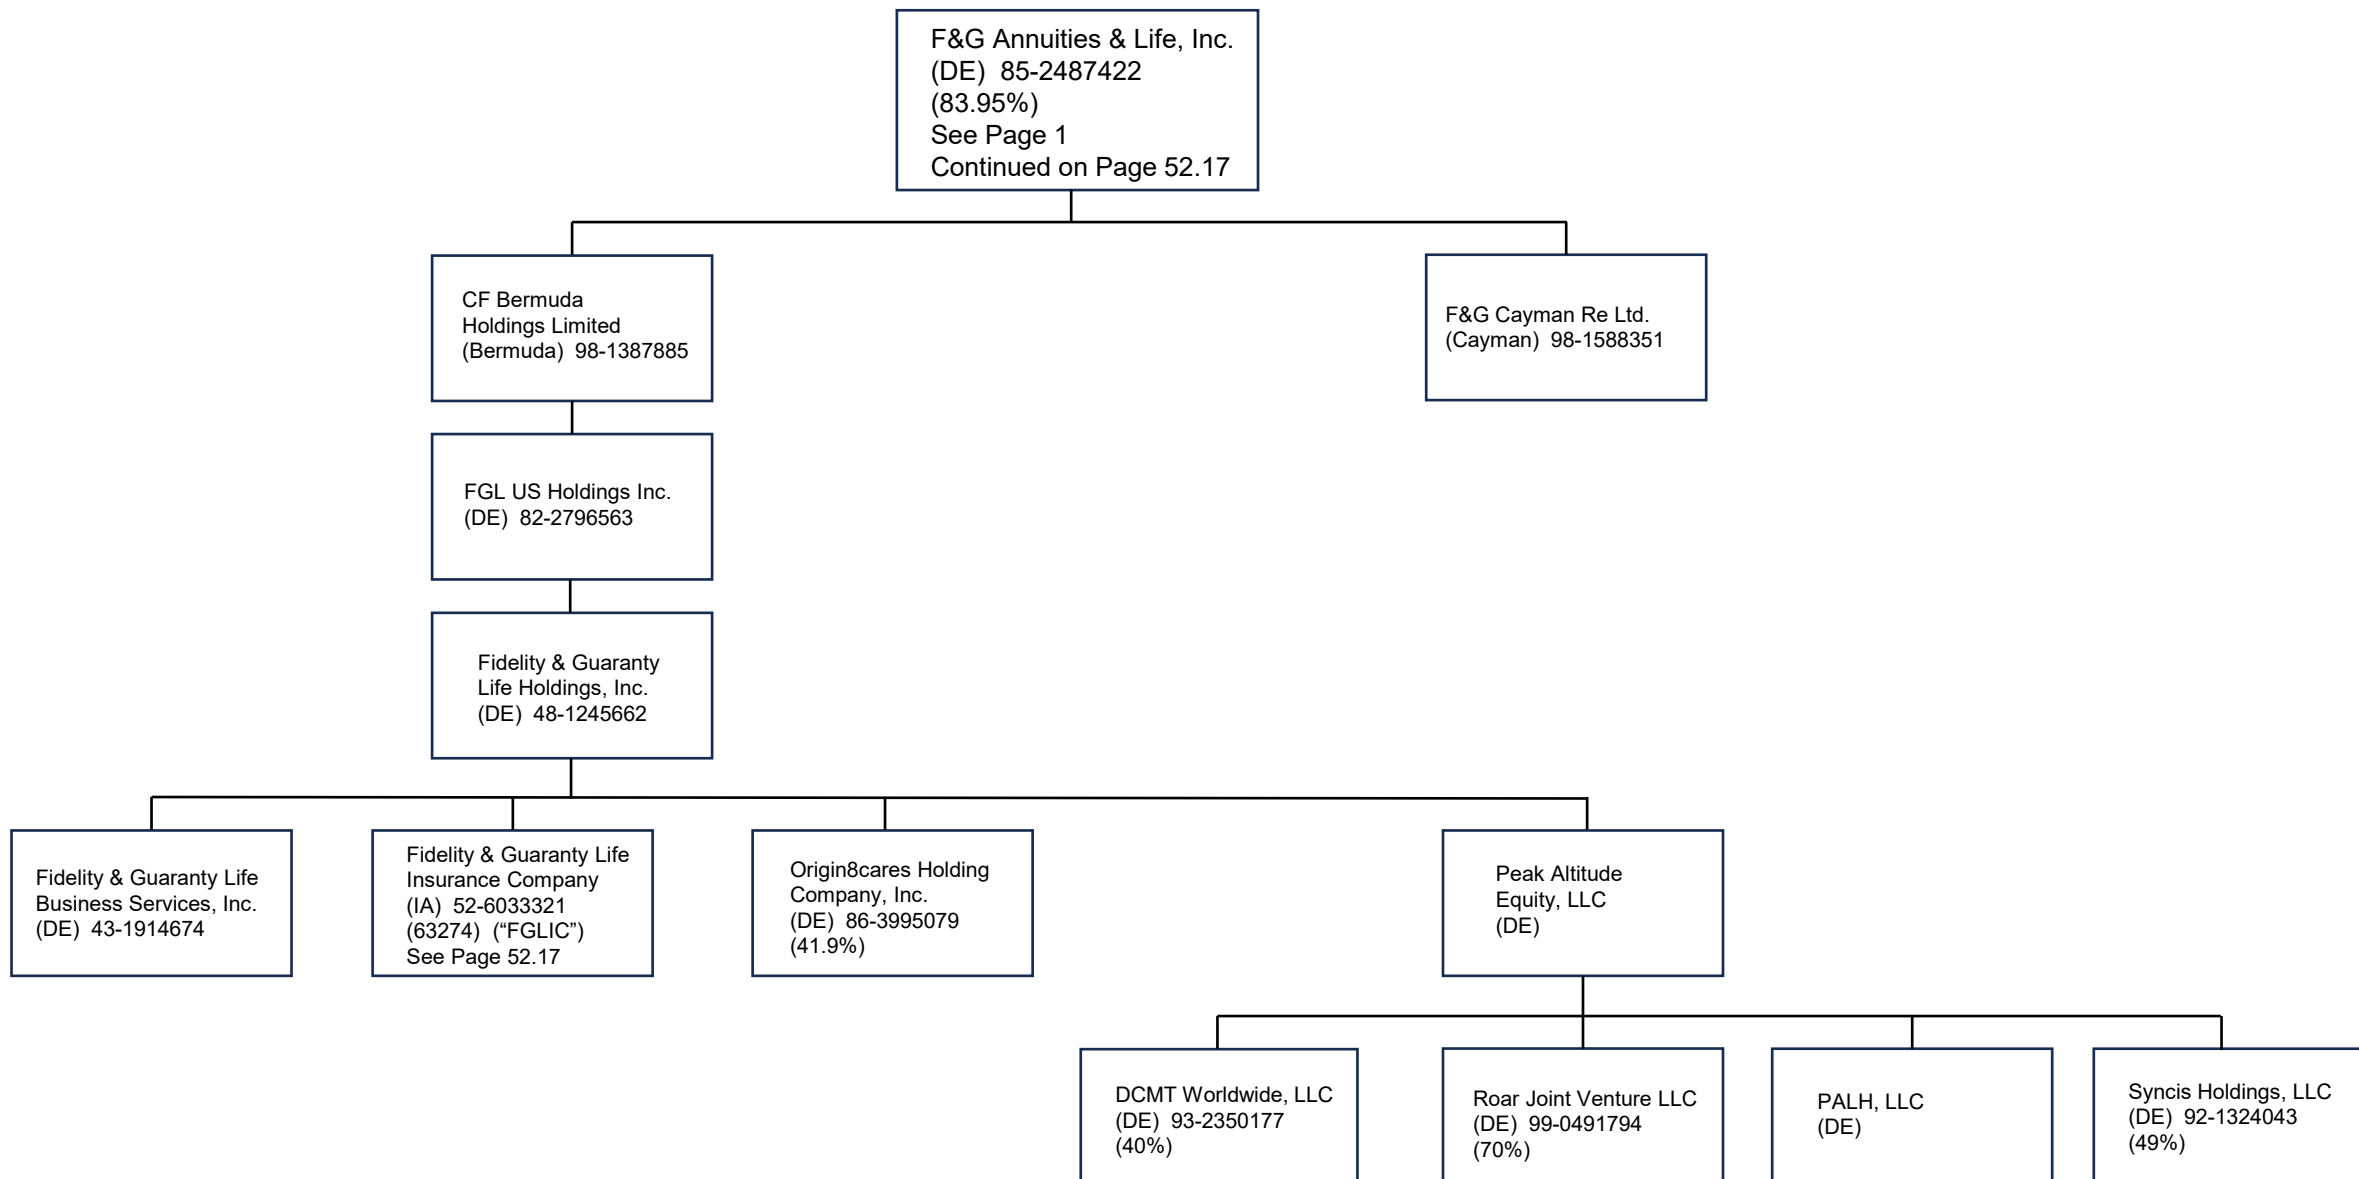 F&G Annuities & Life, Inc.
(DE) 85-2487422
(83.95%)
See Page 1
Continued on Page 52.17
CF Bermuda
Holdings Limited
(Bermuda) 98-1387885
F&G Cayman Re Ltd.
(Cayman) 98-1588351
FGL US Holdings Inc.
(DE) 82-2796563
Fidelity & Guaranty
Life Holdings, Inc.
(DE) 48-1245662
Fidelity & Guaranty Life
Business Services, Inc.
(DE) 43-1914674
Fidelity & Guaranty Life
Insurance Company
(IA) 52-6033321
(63274) (“FGLIC”)
See Page 52.17
Origin8cares Holding
Company, Inc.
(DE) 86-3995079
(41.9%)
Peak Altitude
Equity, LLC
(DE)
DCMT Worldwide, LLC
(DE) 93-2350177
(40%)
Roar Joint Venture LLC
(DE) 99-0491794
(70%)
PALH, LLC
(DE)
Syncis Holdings, LLC
(DE) 92-1324043
(49%)